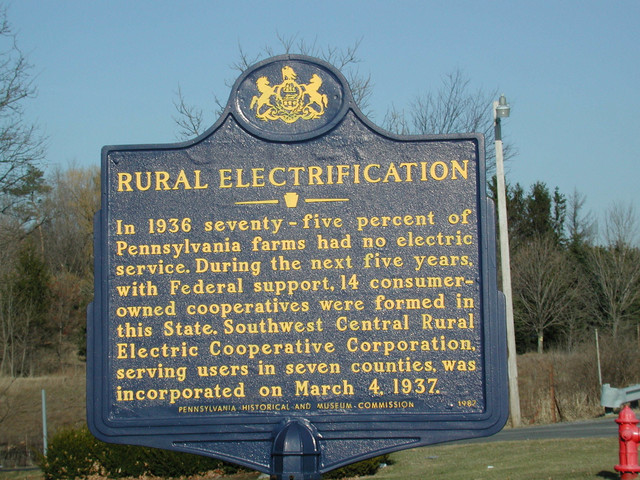 RURAL ELECTRIFICATION
In 1936 seventy-five percent of
Pennsylvania farms had no electric
service. During the next five years,
with Federal support, 14 consumer-
owned cooperatives were formed in
this State. Southwest Central Rural
Electric Cooperative Corporation,
serving users in seven counties, was
incorporated on March 4, 1937.
PENNSYLVANIA HISTORICAL AND MUSEUM COMMISSION 1987